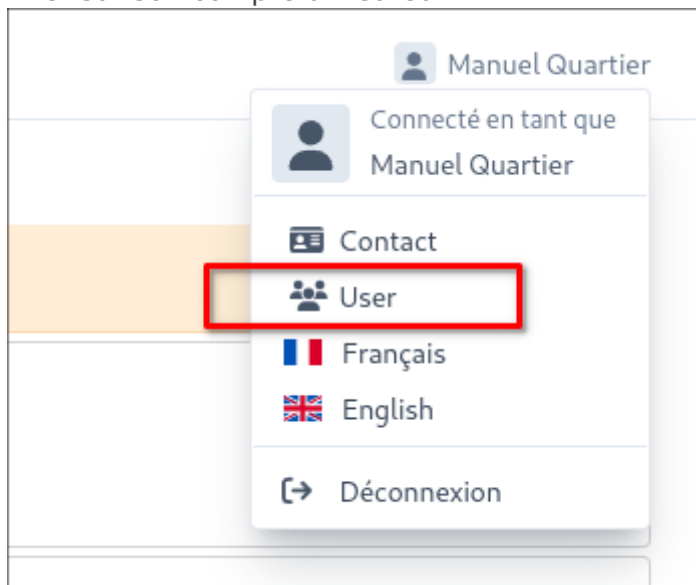 Manuel Quartier
Connecté en tant que
Manuel Quartier
Contact
User
Français
English
Déconnexion